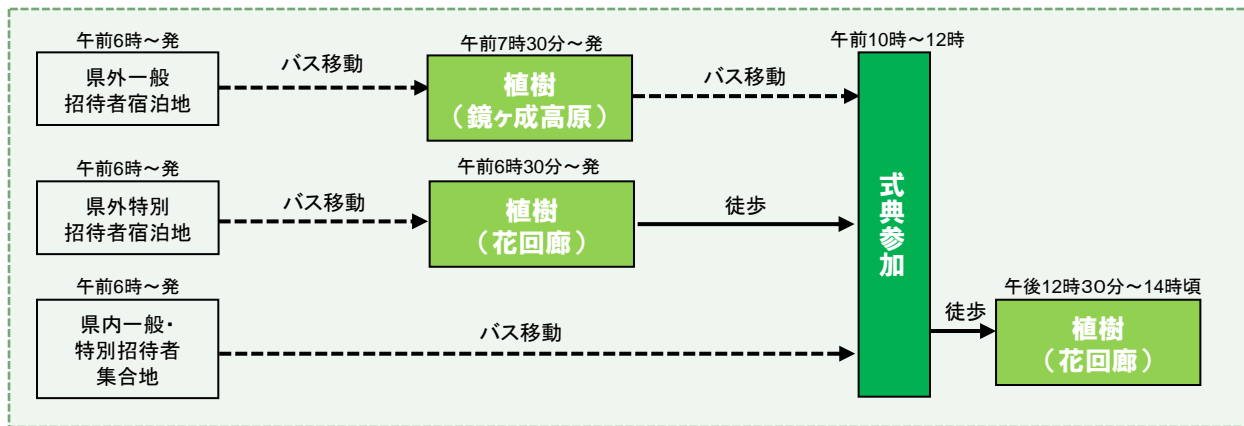 午前6時～発
県外一般
招待者宿泊地
バス移動
午前7時30分～発
植樹
（鏡ヶ成高原）
バス移動
午前10時～12時
式典参加
午前6時～発
県外特別
招待者宿泊地
バス移動
午前6時30分～発
植樹
（花回廊）
徒歩
午前6時～発
県内一般・
特別招待者
集合地
バス移動
徒歩
午後12時30分～14時頃
植樹
（花回廊）